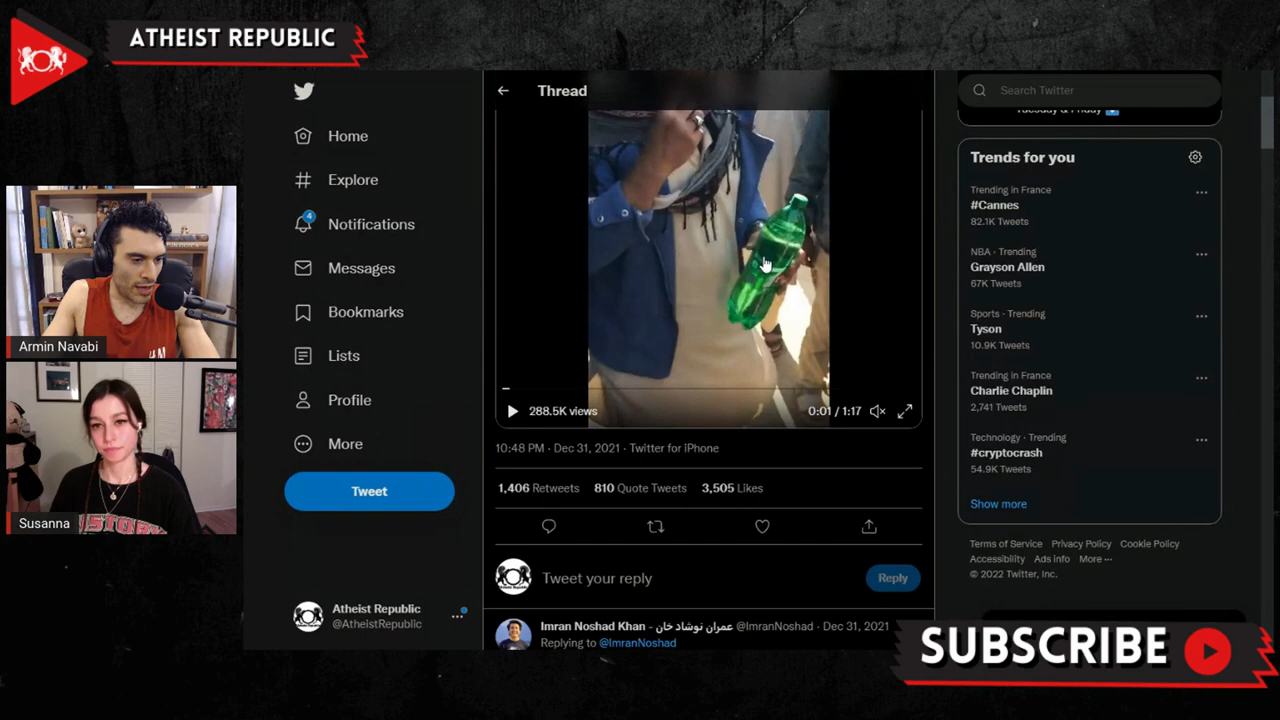 ATHEIST REPUBLIC
Armin Navabi
Susanna
Home
Explore
4
Notifications
Messages
Bookmarks
Lists
Profile
More
Tweet
Atheist Republic
@AtheistRepublic
Thread
288.5K views
0:01 / 1:17
10:48 PM · Dec 31, 2021 · Twitter for iPhone
1,406 Retweets 810 Quote Tweets 3,505 Likes
Tweet your reply
Reply
Imran Noshad Khan - عمران نوشاد خان @ImranNoshad · Dec 31, 2021
Replying to @ImranNoshad
Search Twitter
Tuesday & Friday
Trends for you
Trending in France
#Cannes
82.1K Tweets
NBA · Trending
Grayson Allen
67K Tweets
Sports · Trending
Tyson
10.9K Tweets
Trending in France
Charlie Chaplin
2,741 Tweets
Technology · Trending
#cryptocrash
54.9K Tweets
Show more
Terms of Service Privacy Policy Cookie Policy
Accessibility Ads info More ···
© 2022 Twitter, Inc.
SUBSCRIBE